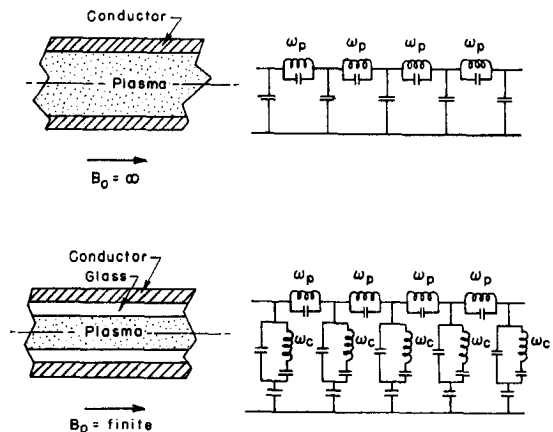 Conductor
Plasma
B₀ = ∞
ωp ωp ωp ωp
Conductor
Glass
Plasma
B₀ = finite
ωp ωp ωp ωp
ωc ωc ωc ωc ωc